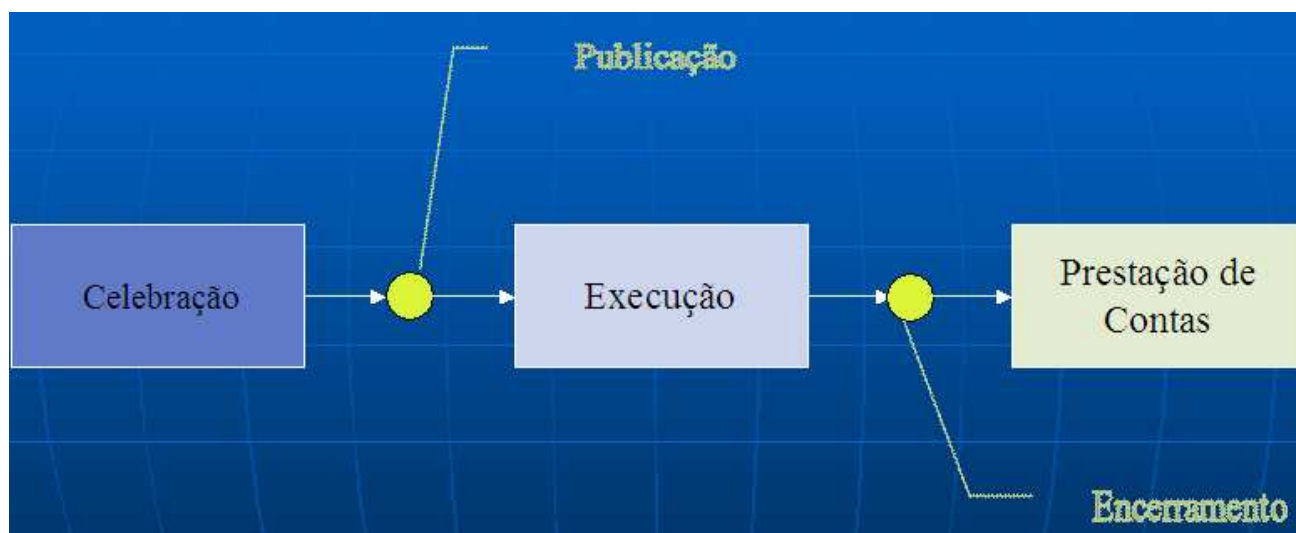 Publicação
Celebração
Execução
Prestação de
Contas
Encerramento